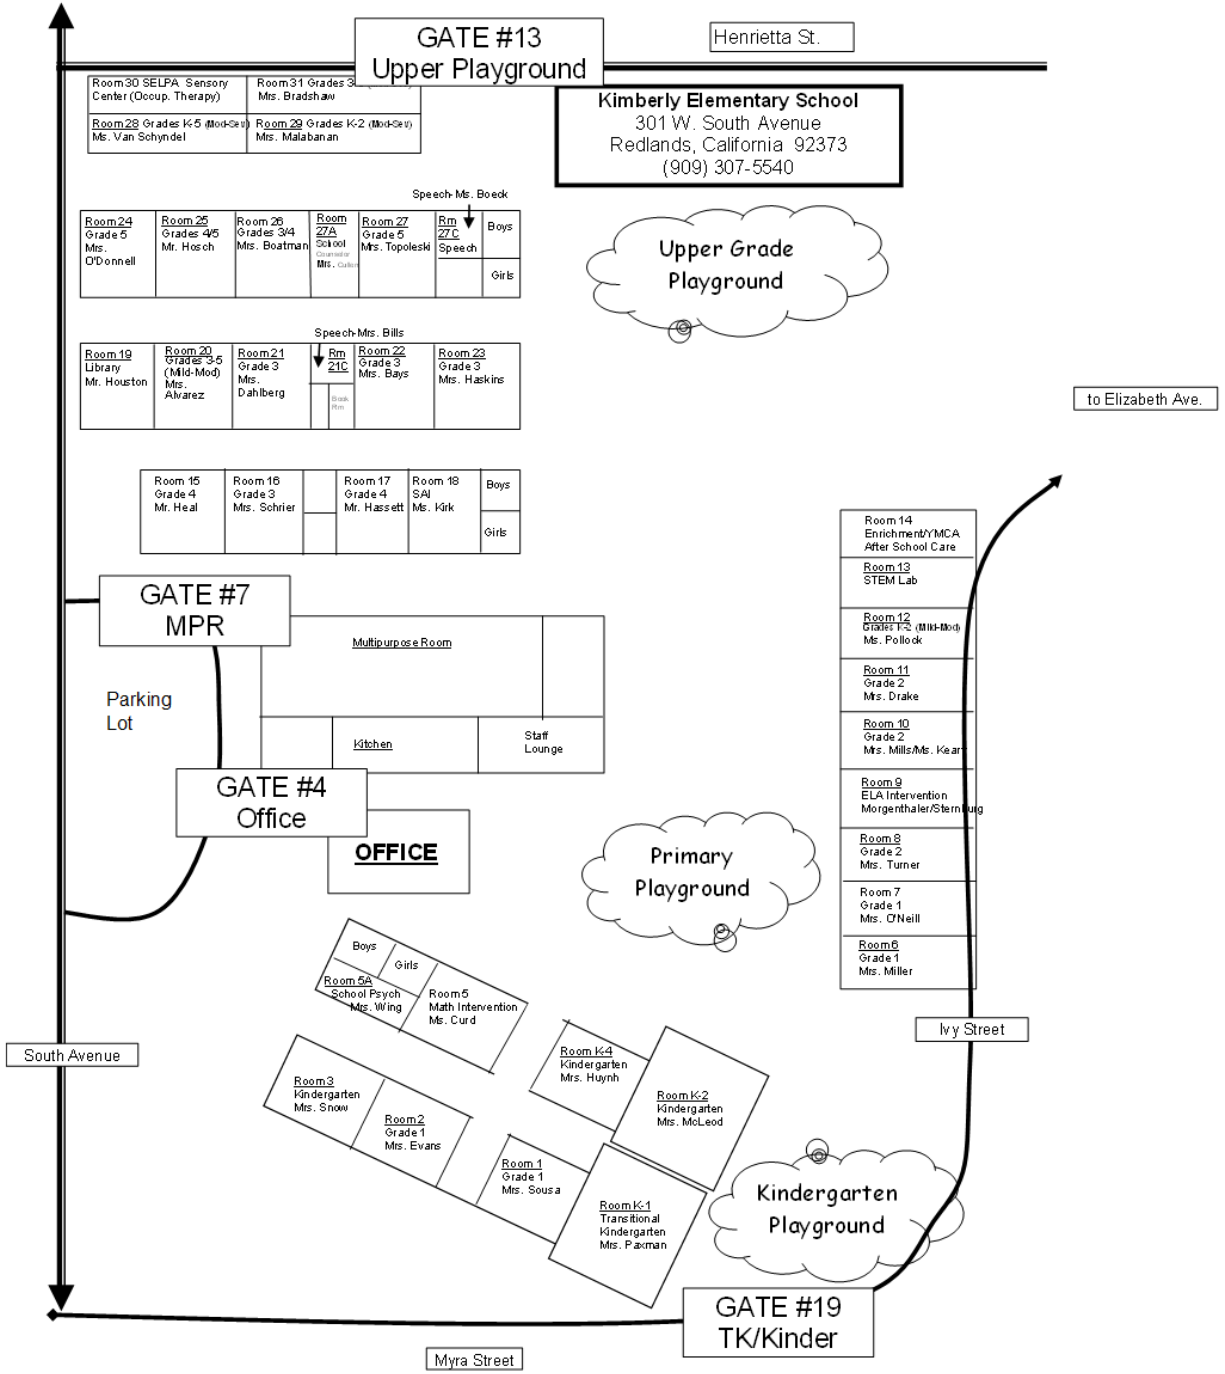 GATE #13
Upper Playground
Henrietta St.
Kimberly Elementary School
301 W. South Avenue
Redlands, California 92373
(909) 307-5540
Room 30 SELPA Sensory
Center (Occup. Therapy)
Room 31 Grades 3-
Mrs. Bradshaw
Room 28 Grades K-5 (Mod-Sev)
Ms. Van Schyndel
Room 29 Grades K-2 (Mod-Sev)
Mrs. Malabanan
Speech- Ms. Boeck
Room 24
Grade 5
Mrs.
O'Donnell
Room 25
Grades 4/5
Mr. Hosch
Room 26
Grades 3/4
Mrs. Boatman
Room
27A
School
Counselor
Mrs.
Room 27
Grade 5
Mrs. Topoleski
Rm
27C
Speech
Boys
Girls
Upper Grade
Playground
Speech-Mrs. Bills
Room 19
Library
Mr. Houston
Room 20
Grades 3-5
(Mild-Mod)
Mrs.
Alvarez
Room 21
Grade 3
Mrs.
Dahlberg
Rm
21C
Book
Rm
Room 22
Grade 3
Mrs. Bays
Room 23
Grade 3
Mrs. Haskins
to Elizabeth Ave.
Room 15
Grade 4
Mr. Heal
Room 16
Grade 3
Mrs. Schrier
Room 17
Grade 4
Mr. Hassett
Room 18
SAI
Ms. Kirk
Boys
Girls
Room 14
Enrichment/YMCA
After School Care
Room 13
STEM Lab
Room 12
Grades K-2 (Mild-Mod)
Ms. Pollock
Room 11
Grade 2
Mrs. Drake
Room 10
Grade 2
Mrs. Mills/Ms. Keary
Room 9
ELA Intervention
Morgenthaler/Sternburg
Room 8
Grade 2
Mrs. Turner
Room 7
Grade 1
Mrs. O'Neill
Room 6
Grade 1
Mrs. Miller
GATE #7
MPR
Multipurpose Room
Parking
Lot
Kitchen
Staff
Lounge
GATE #4
Office
OFFICE
Primary
Playground
Boys
Girls
Room 5A
School Psych
Mrs. Wing
Room 5
Math Intervention
Ms. Curd
Ivy Street
South Avenue
Room 3
Kindergarten
Mrs. Snow
Room 2
Grade 1
Mrs. Evans
Room K-4
Kindergarten
Mrs. Huynh
Room K-2
Kindergarten
Mrs. McLeod
Room 1
Grade 1
Mrs. Sousa
Room K-1
Transitional
Kindergarten
Mrs. Paxman
Kindergarten
Playground
GATE #19
TK/Kinder
Myra Street